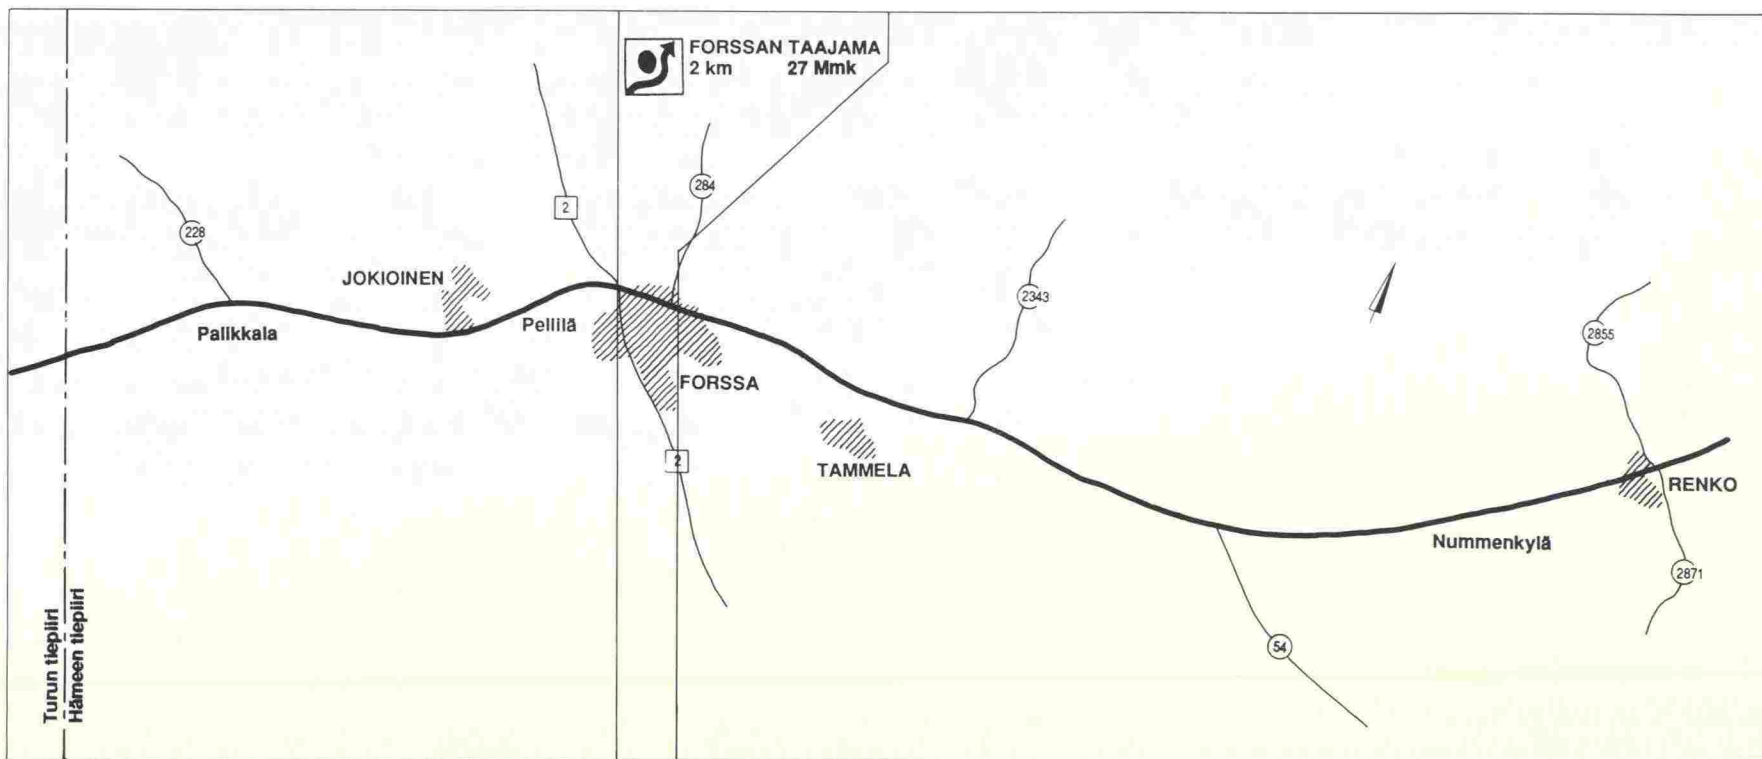 FORSSAN TAAJAMA
2 km 27 Mmk
284
2
228
JOKIOINEN
2343
2855
Palikkala
Pellilä
FORSSA
2
TAMMELA
RENKO
Nummenkylä
2871
54
Turun tiepiiri
Hämeen tiepiiri